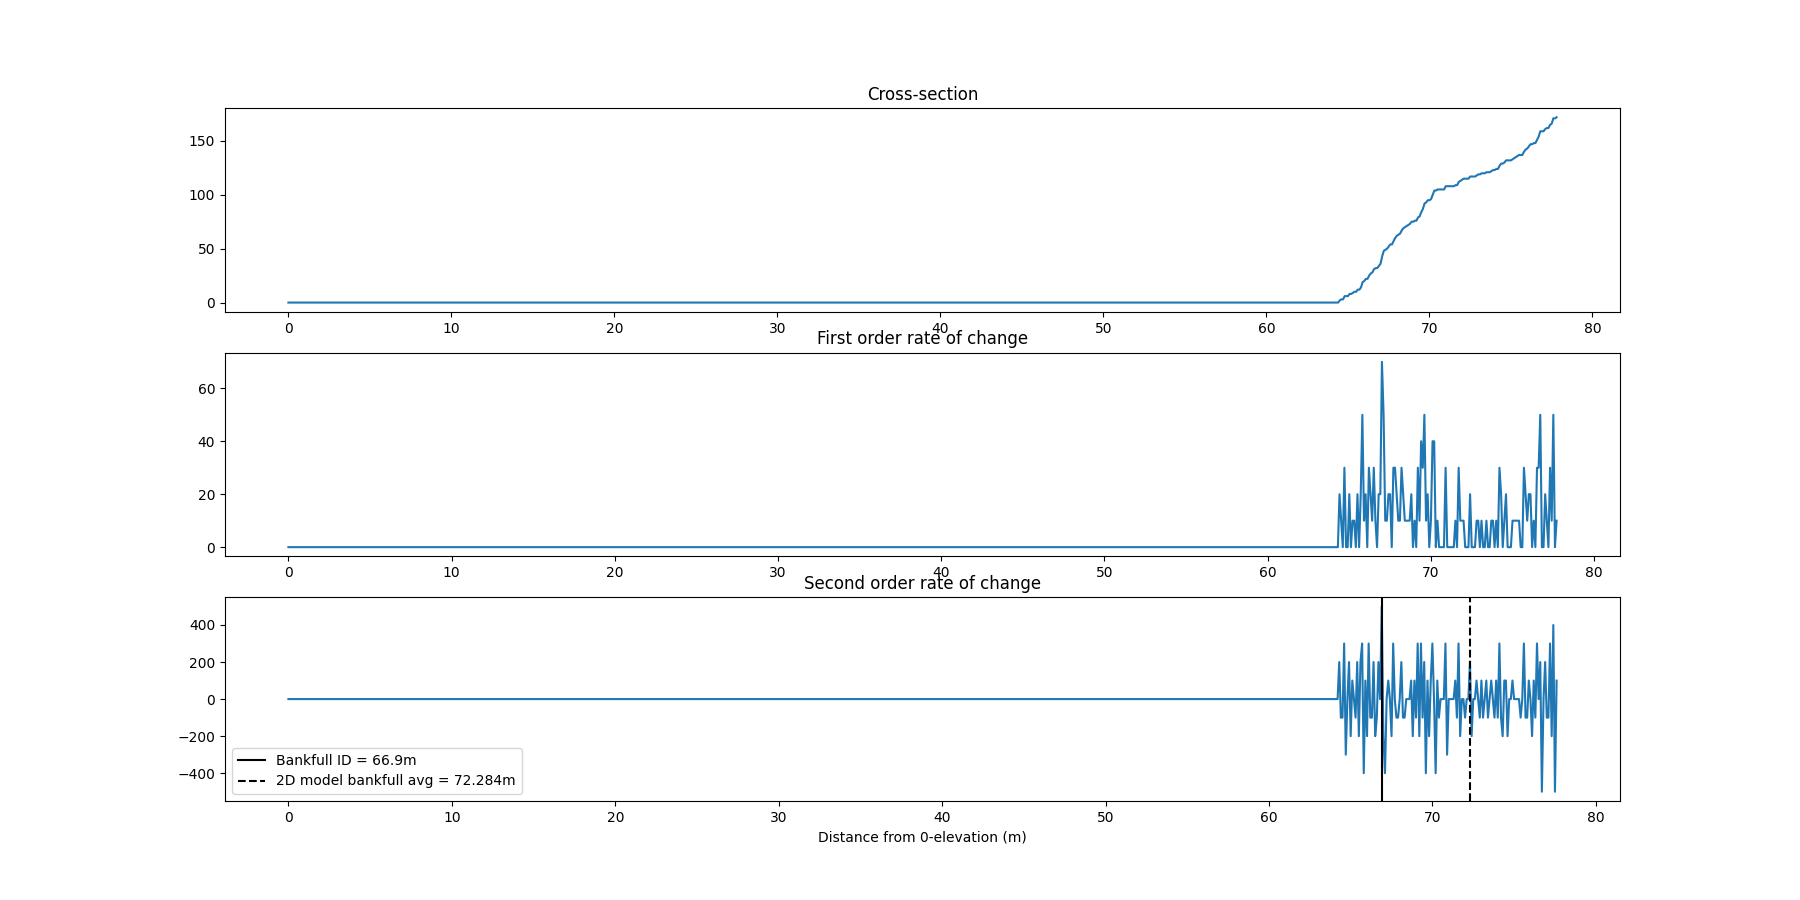 Cross-section
150
100
50
0
0 10 20 30 40 50 60 70 80
First order rate of change
60
40
20
0
0 10 20 30 40 50 60 70 80
Second order rate of change
400
200
0
−200
−400
Bankfull ID = 66.9m
2D model bankfull avg = 72.284m
0 10 20 30 40 50 60 70 80
Distance from 0-elevation (m)